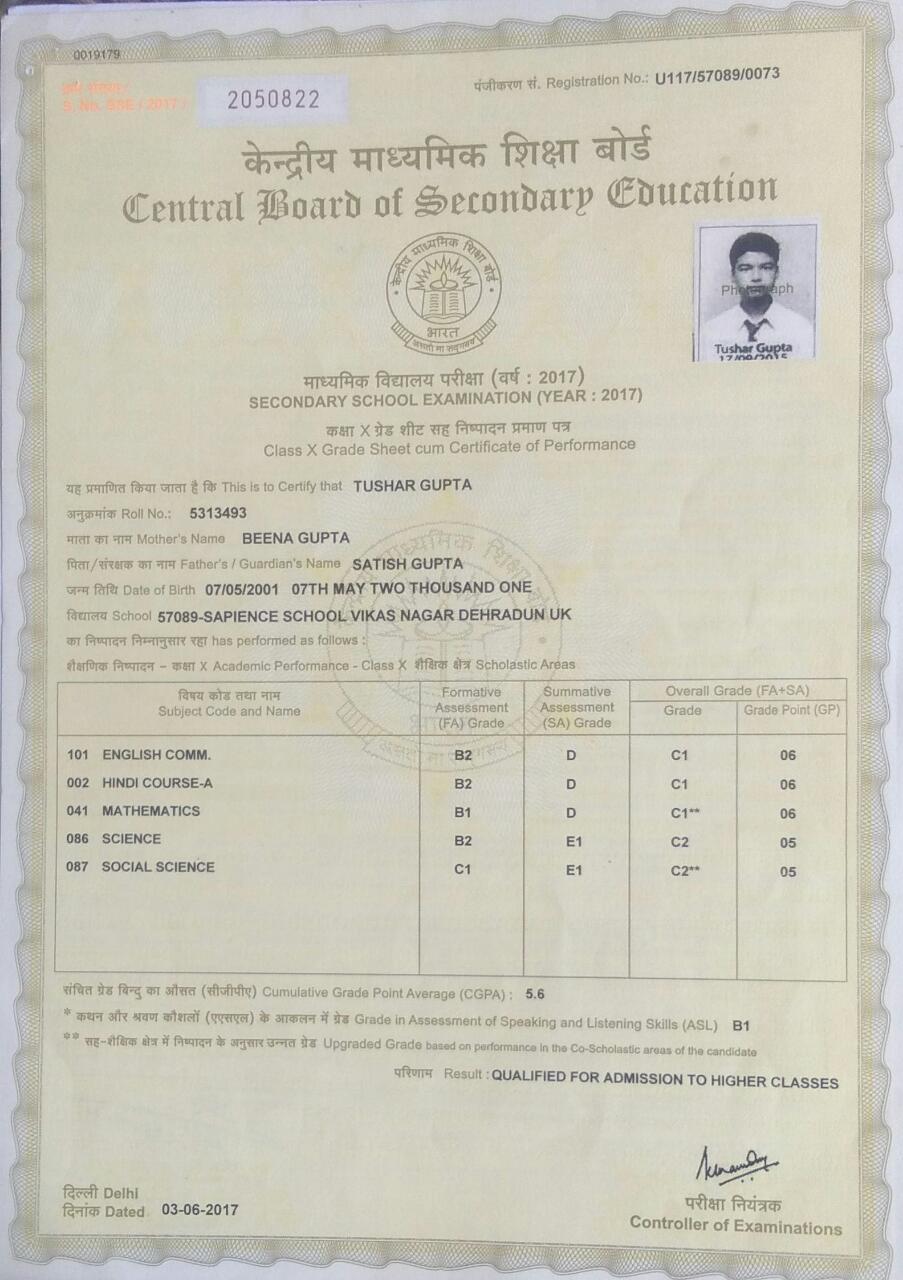 0019179
क्रम संख्या /
S. No. SSE / 2017 /
2050822
पंजीकरण सं. Registration No.: U117/57089/0073
केन्द्रीय माध्यमिक शिक्षा बोर्ड
Central Board of Secondary Education
केन्द्रीय माध्यमिक शिक्षा बोर्ड
भारत
असतो मा सद्गमय
Photograph
Tushar Gupta
17/09/2015
माध्यमिक विद्यालय परीक्षा (वर्ष : 2017)
SECONDARY SCHOOL EXAMINATION (YEAR : 2017)
कक्षा X ग्रेड शीट सह निष्पादन प्रमाण पत्र
Class X Grade Sheet cum Certificate of Performance
यह प्रमाणित किया जाता है कि This is to Certify that TUSHAR GUPTA
अनुक्रमांक Roll No.: 5313493
माता का नाम Mother's Name BEENA GUPTA
पिता/संरक्षक का नाम Father's / Guardian's Name SATISH GUPTA
जन्म तिथि Date of Birth 07/05/2001 07TH MAY TWO THOUSAND ONE
विद्यालय School 57089-SAPIENCE SCHOOL VIKAS NAGAR DEHRADUN UK
का निष्पादन निम्नानुसार रहा has performed as follows :
शैक्षणिक निष्पादन – कक्षा X Academic Performance - Class X शैक्षिक क्षेत्र Scholastic Areas
विषय कोड तथा नाम
Subject Code and Name
Formative
Assessment
(FA) Grade
Summative
Assessment
(SA) Grade
Overall Grade (FA+SA)
Grade Grade Point (GP)
101 ENGLISH COMM. B2 D C1 06
002 HINDI COURSE-A B2 D C1 06
041 MATHEMATICS B1 D C1** 06
086 SCIENCE B2 E1 C2 05
087 SOCIAL SCIENCE C1 E1 C2** 05
संचित ग्रेड बिन्दु का औसत (सीजीपीए) Cumulative Grade Point Average (CGPA) : 5.6
* कथन और श्रवण कौशलों (एएसएल) के आकलन में ग्रेड Grade in Assessment of Speaking and Listening Skills (ASL) B1
** सह-शैक्षिक क्षेत्र में निष्पादन के अनुसार उन्नत ग्रेड Upgraded Grade based on performance in the Co-Scholastic areas of the candidate
परिणाम Result : QUALIFIED FOR ADMISSION TO HIGHER CLASSES
दिल्ली Delhi
दिनांक Dated 03-06-2017
परीक्षा नियंत्रक
Controller of Examinations